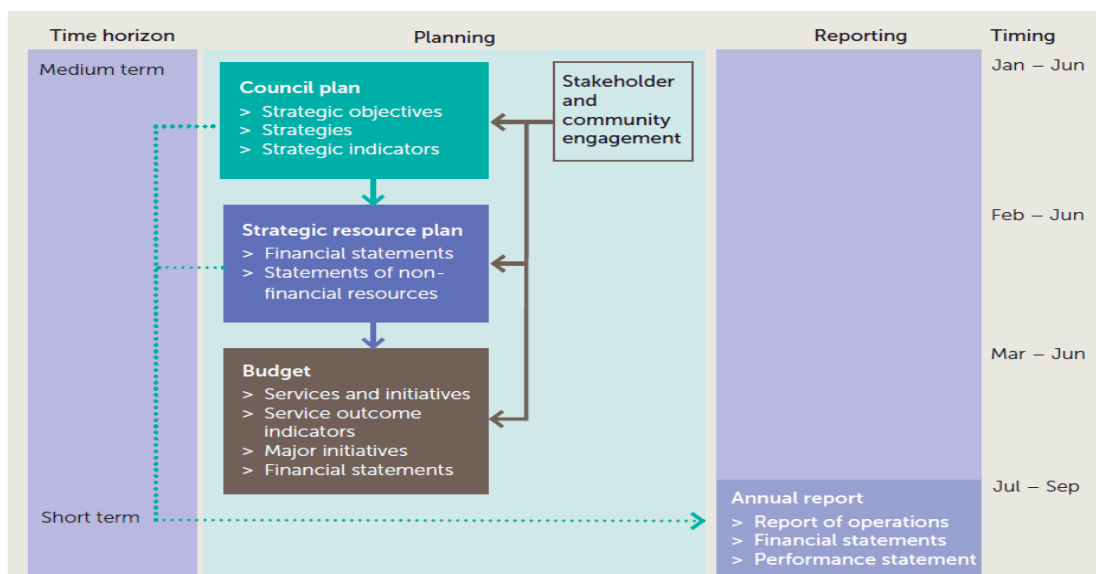 Time horizon
Planning
Reporting
Timing
Medium term
Council plan
> Strategic objectives
> Strategies
> Strategic indicators
Stakeholder
and
community
engagement
Jan – Jun
Strategic resource plan
> Financial statements
> Statements of non-
financial resources
Feb – Jun
Budget
> Services and initiatives
> Service outcome
indicators
> Major initiatives
> Financial statements
Mar – Jun
Short term
Annual report
> Report of operations
> Financial statements
> Performance statement
Jul – Sep